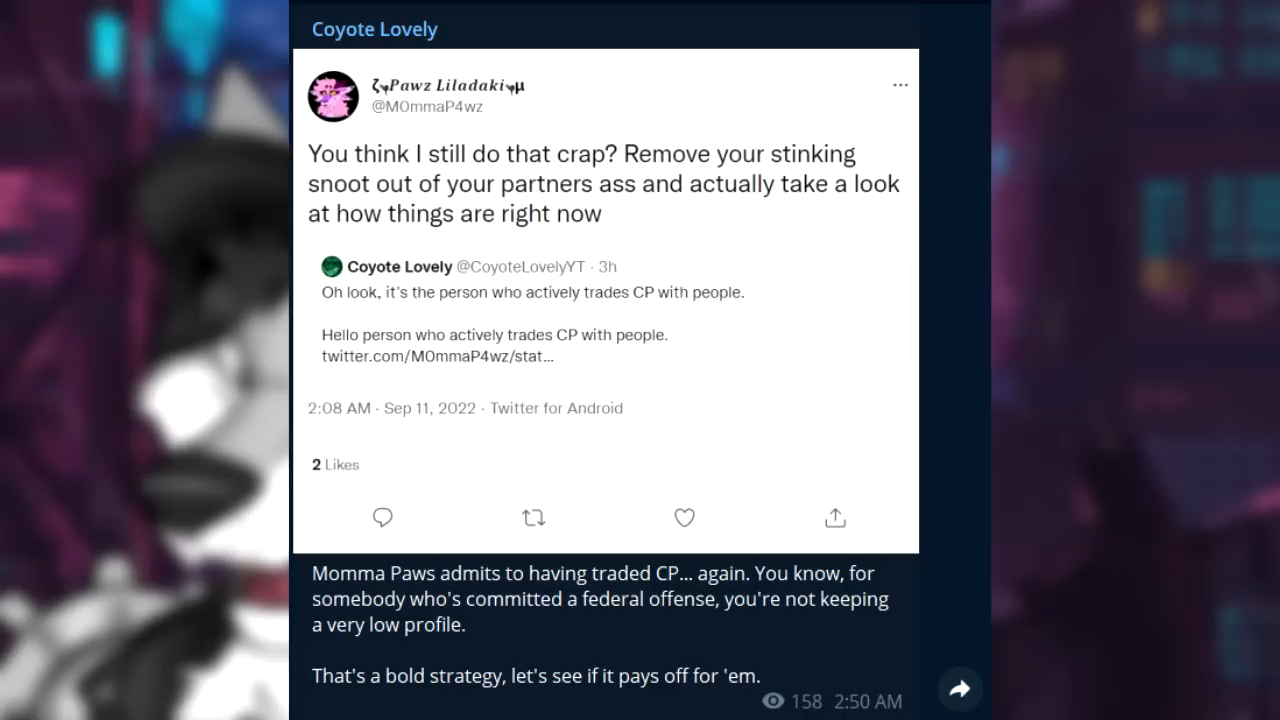 Coyote Lovely
ζ Pawz Liladaki μ
@M0mmaP4wz
You think I still do that crap? Remove your stinking
snoot out of your partners ass and actually take a look
at how things are right now
Coyote Lovely @CoyoteLovelyYT · 3h
Oh look, it's the person who actively trades CP with people.
Hello person who actively trades CP with people.
twitter.com/M0mmaP4wz/stat...
2:08 AM · Sep 11, 2022 · Twitter for Android
2 Likes
Momma Paws admits to having traded CP... again. You know, for
somebody who's committed a federal offense, you're not keeping
a very low profile.
That's a bold strategy, let's see if it pays off for 'em.
158 2:50 AM